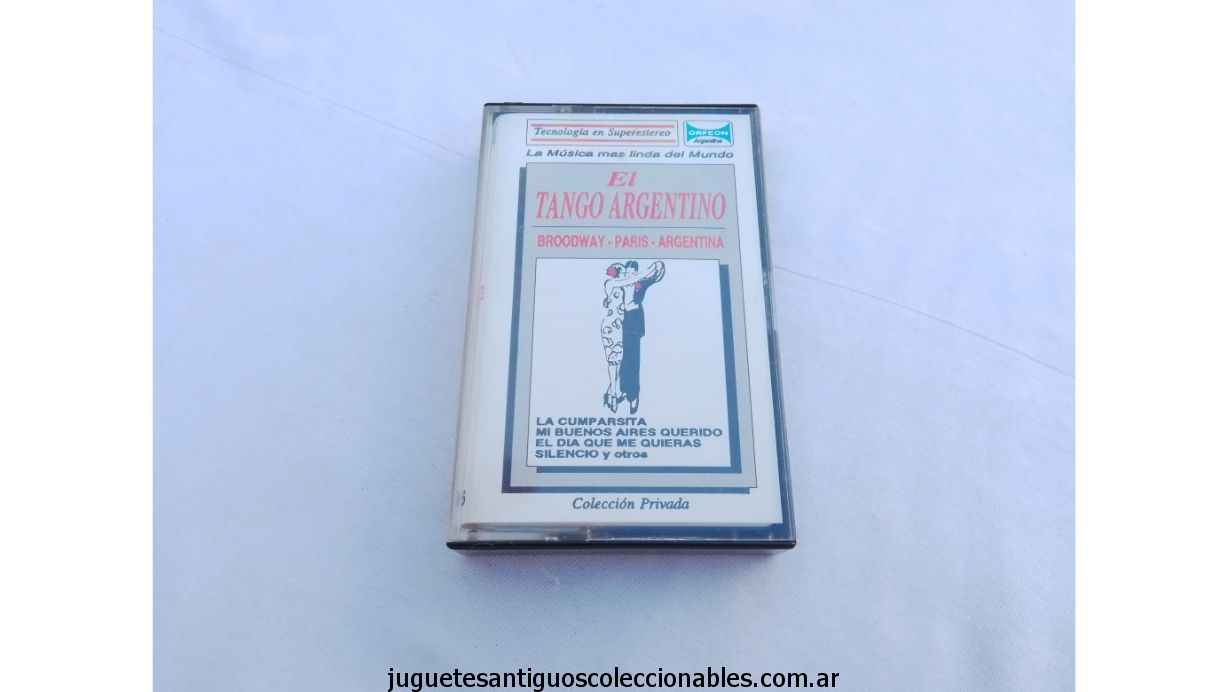 Tecnología en Superestereo
ORFEON
Argentina
La Música mas linda del Mundo
El
TANGO ARGENTINO
BROODWAY - PARIS - ARGENTINA
LA CUMPARSITA
MI BUENOS AIRES QUERIDO
EL DIA QUE ME QUIERAS
SILENCIO y otros
Colección Privada
juguetesantiguoscoleccionables.com.ar